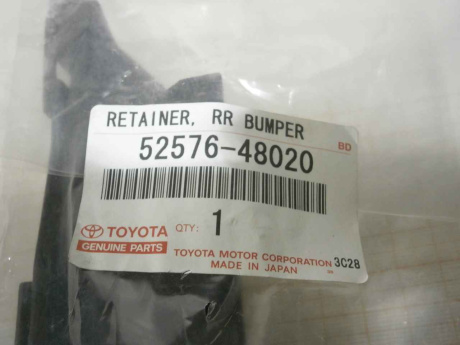 RETAINER, RR BUMPER
BD
52576-48020
TOYOTA
GENUINE PARTS
QTY: 1
TOYOTA MOTOR CORPORATION 3C28
MADE IN JAPAN